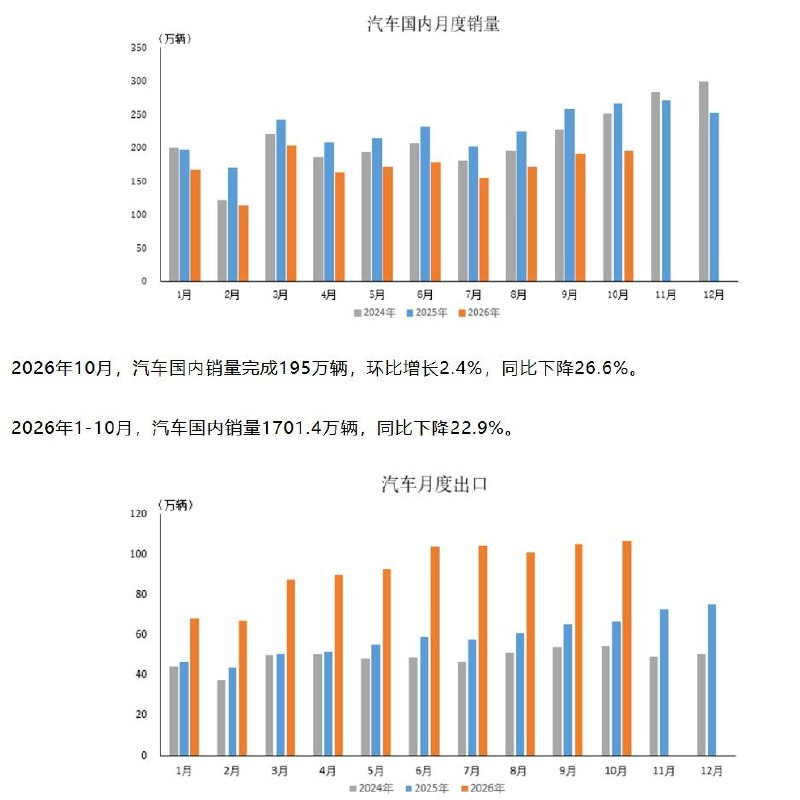 汽车国内月度销量
(万辆)
350
300
250
200
150
100
50
0
1月 2月 3月 4月 5月 6月 7月 8月 9月 10月 11月 12月
2024年 2025年 2026年
2026年10月，汽车国内销量完成195万辆，环比增长2.4%，同比下降26.6%。
2026年1-10月，汽车国内销量1701.4万辆，同比下降22.9%。
汽车月度出口
(万辆)
120
100
80
60
40
20
0
1月 2月 3月 4月 5月 6月 7月 8月 9月 10月 11月 12月
2024年 2025年 2026年